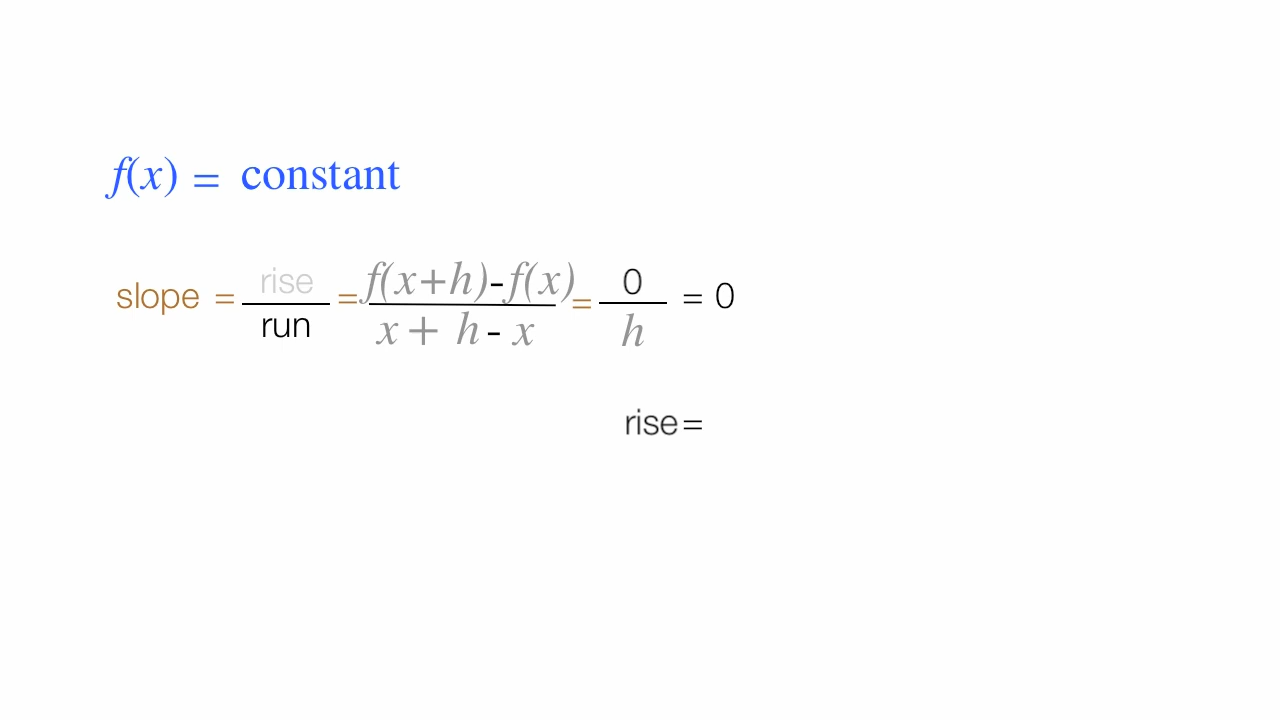 f(x) = constant
slope = rise/run = f(x+h)-f(x)/x + h - x = 0/h = 0
rise=